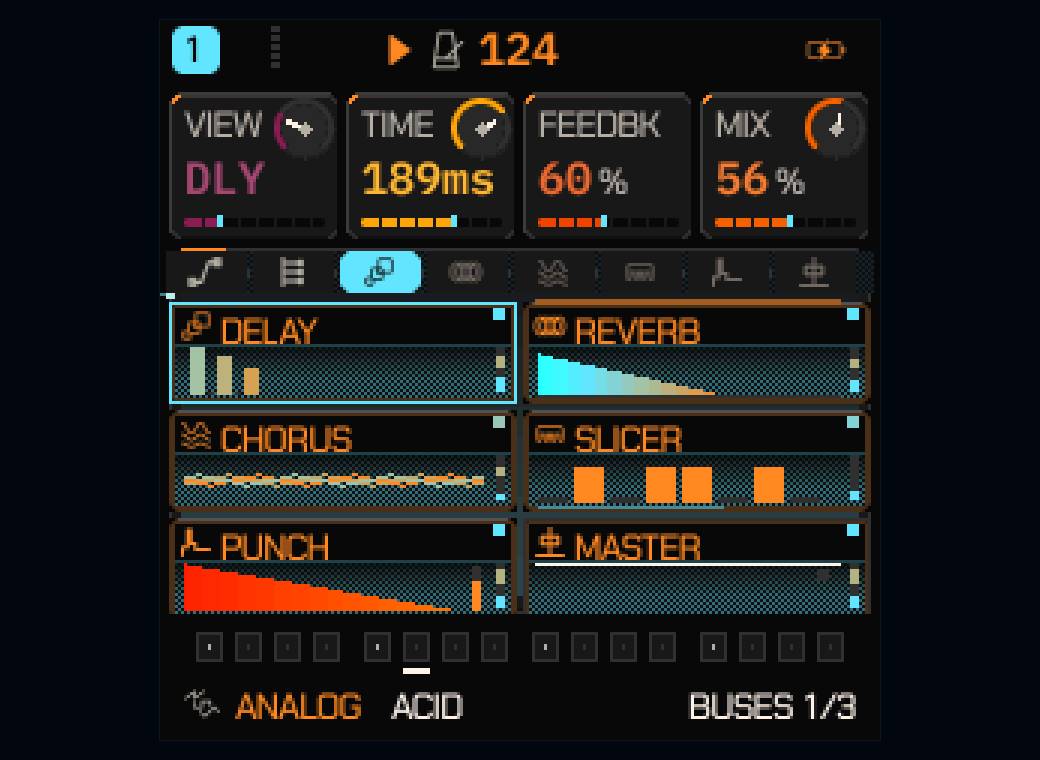 1 124
VIEW TIME FEEDBK MIX
DLY 189ms 60% 56%
DELAY REVERB
CHORUS SLICER
PUNCH MASTER
ANALOG ACID BUSES 1/3